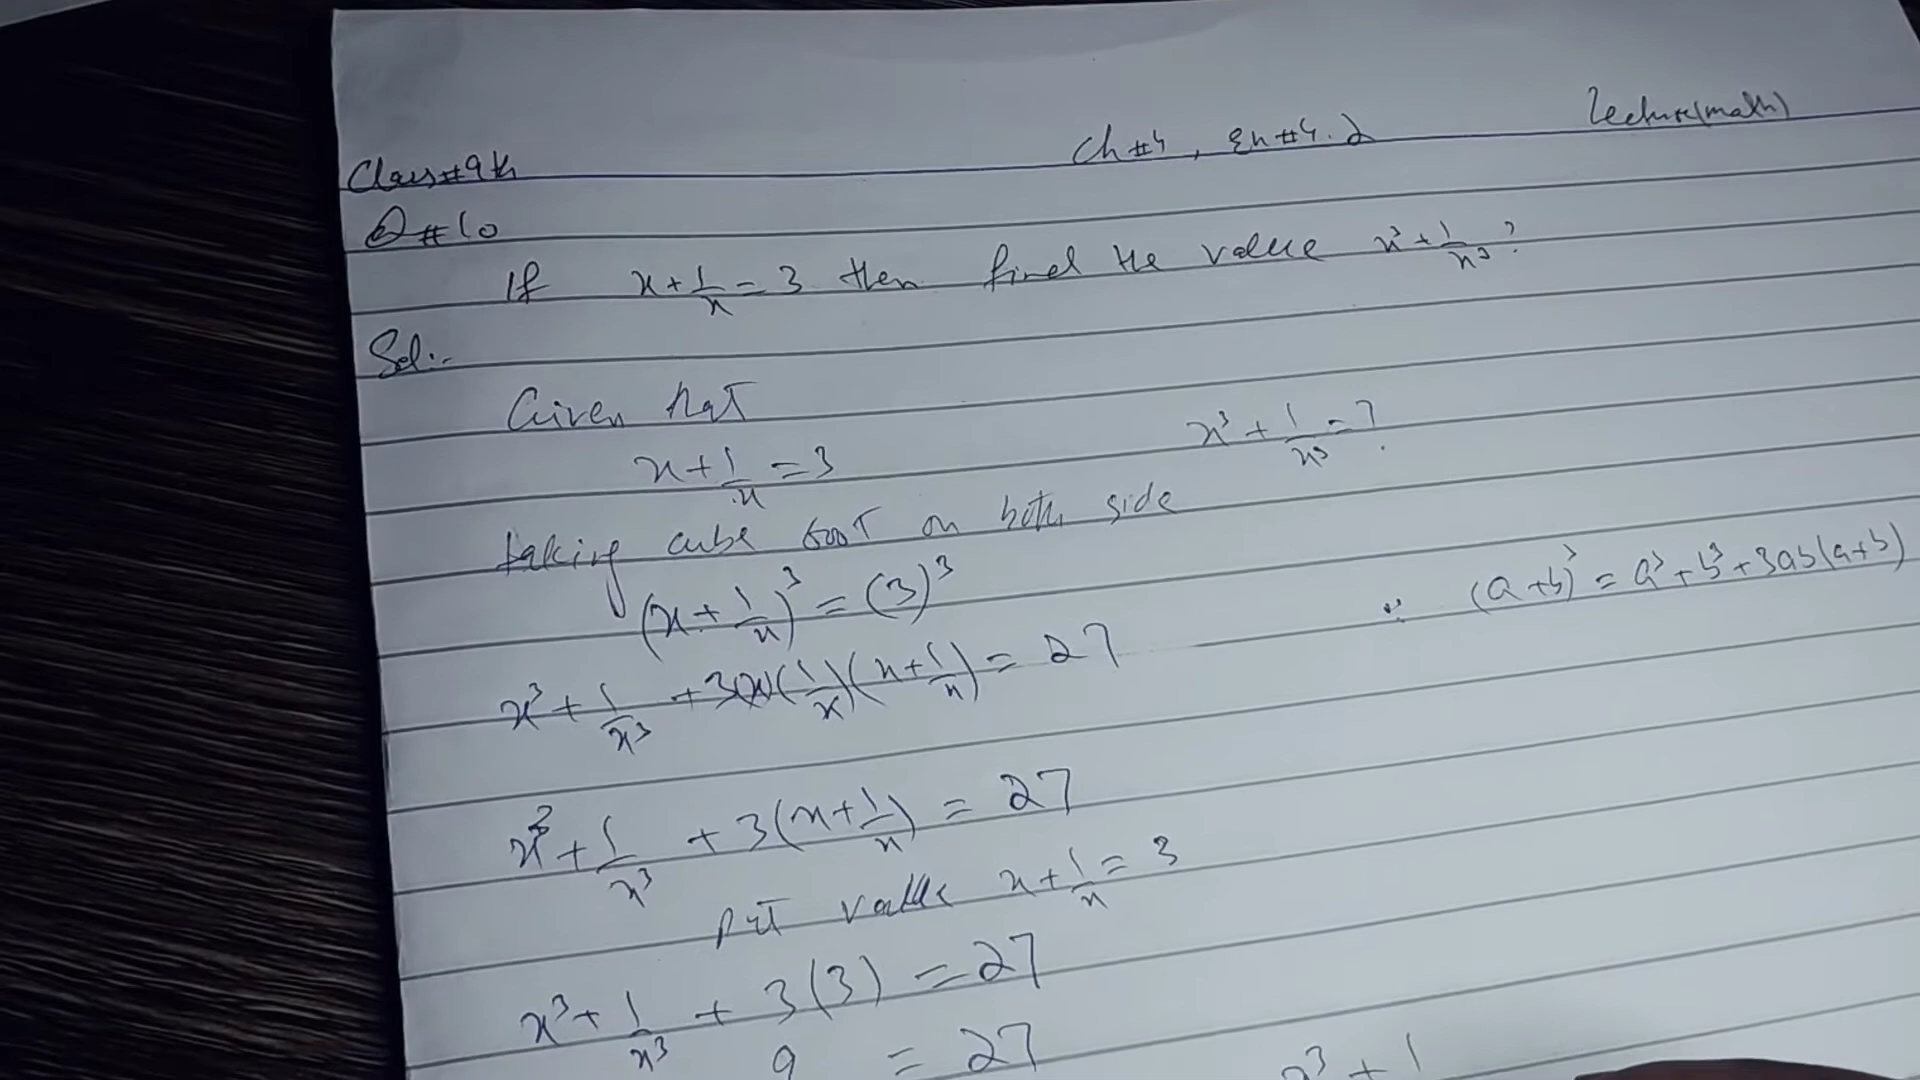 Lecture(math)
Class#9th Ch#4, Ex#4.2
Q#10
If x+1/x=3 then find the value x³+1/x³?
Sol:-
Given that
x+1/x=3 x³+1/x³=?
taking cube root on both side
(x+1/x)³=(3)³ ∵ (a+b)³=a³+b³+3ab(a+b)
x³+1/x³+3(x)(1/x)(x+1/x)=27
x³+1/x³+3(x+1/x)=27
put value x+1/x=3
x³+1/x³+3(3)=27
9 =27 x³+1